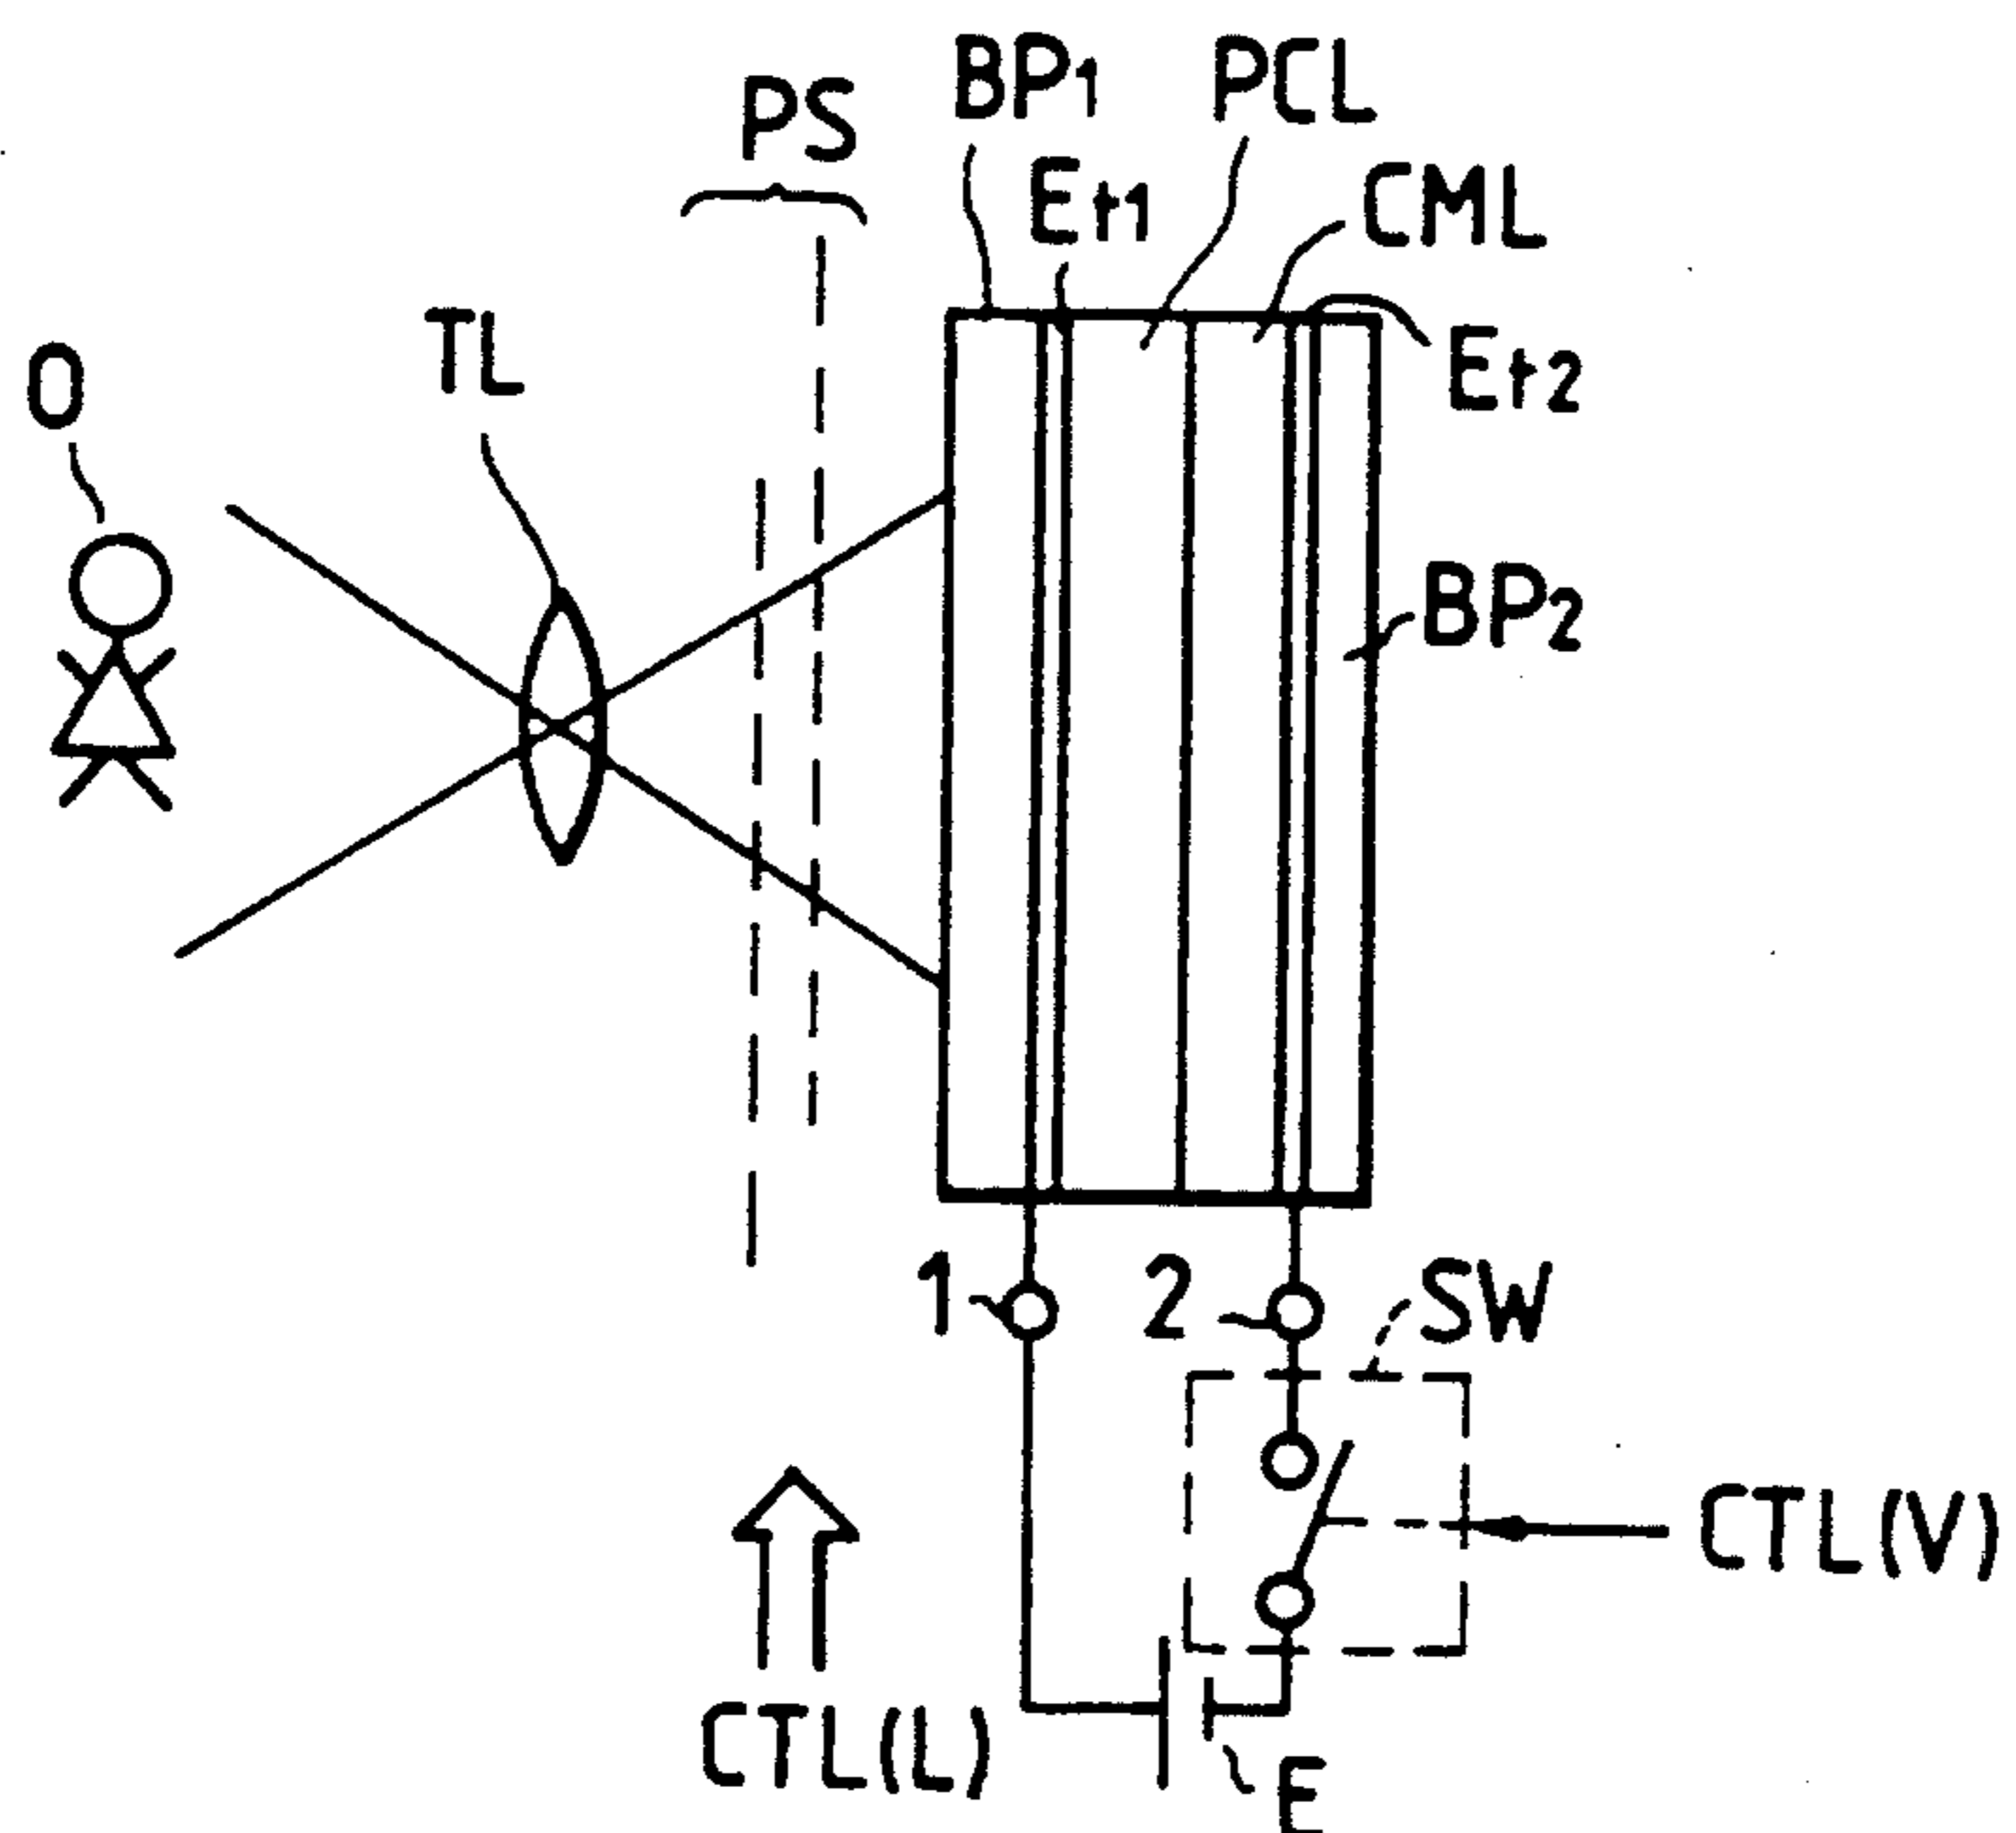 BP1
PCL
PS
Et1
CML
TL
O
Et2
BP2
1
2
SW
CTL(V)
CTL(L)
E